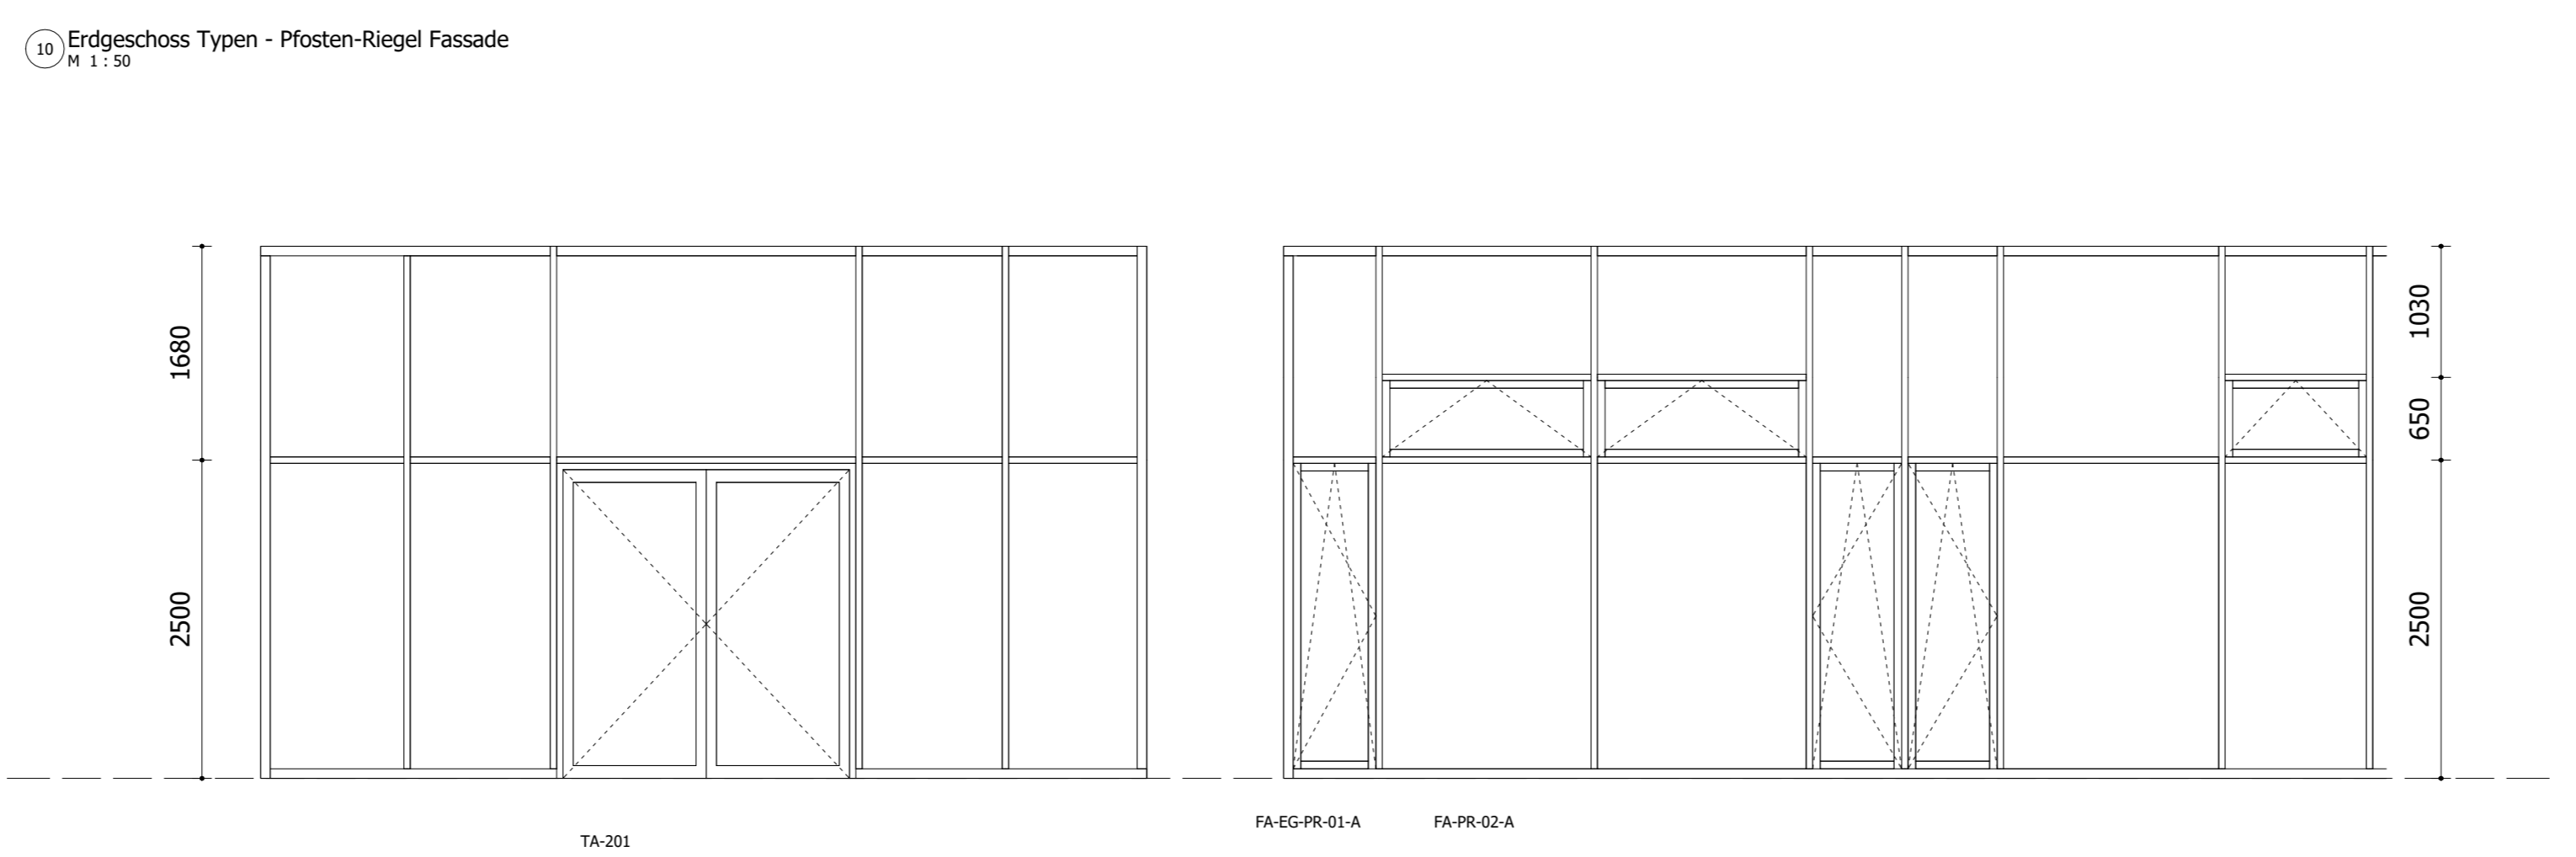 10
Erdgeschoss Typen - Pfosten-Riegel Fassade
M 1 : 50
1680
2500
1030
650
2500
TA-201
FA-EG-PR-01-A
FA-PR-02-A